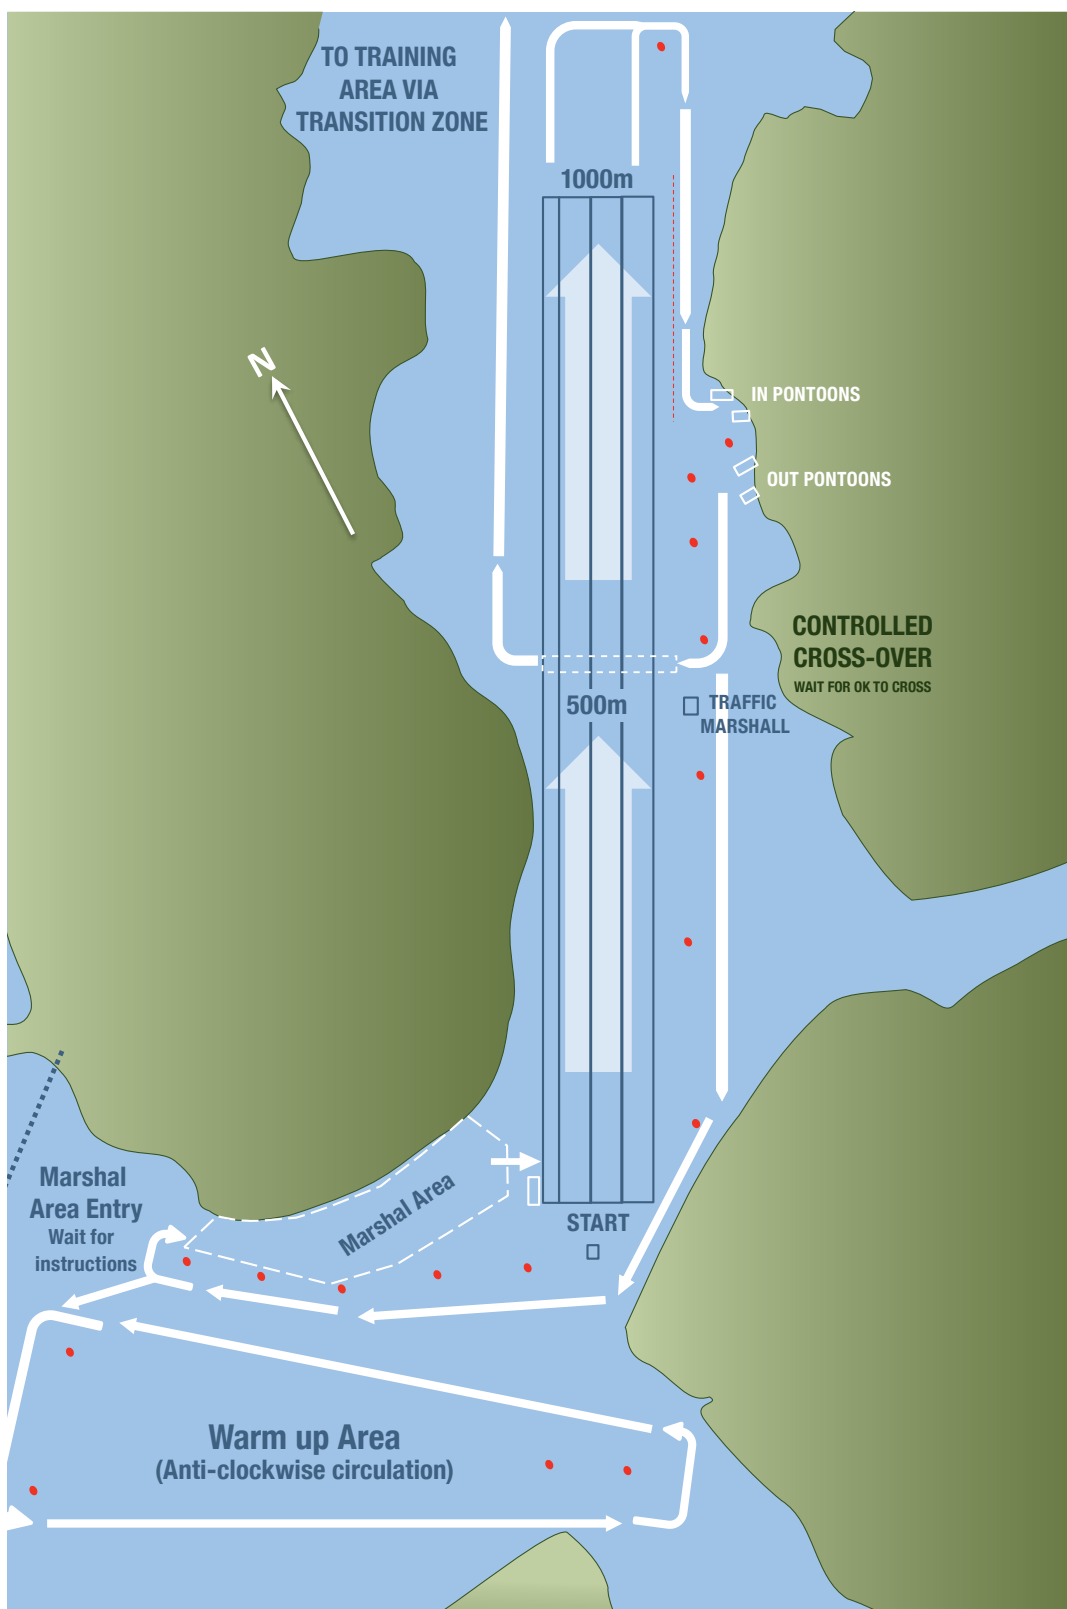 TO TRAINING
AREA VIA
TRANSITION ZONE
1000m
N
IN PONTOONS
OUT PONTOONS
CONTROLLED
CROSS-OVER
WAIT FOR OK TO CROSS
500m
TRAFFIC
MARSHALL
Marshal
Area Entry
Wait for
instructions
Marshal Area
START
Warm up Area
(Anti-clockwise circulation)